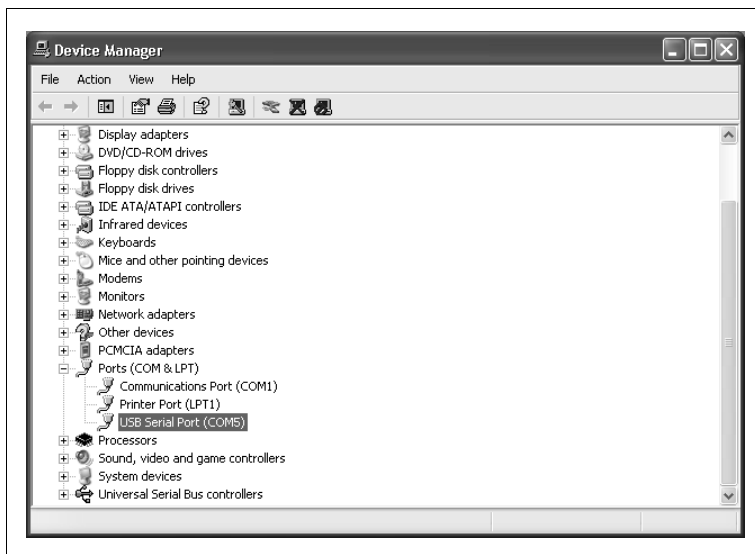 Device Manager
File Action View Help
Display adapters
DVD/CD-ROM drives
Floppy disk controllers
Floppy disk drives
IDE ATA/ATAPI controllers
Infrared devices
Keyboards
Mice and other pointing devices
Modems
Monitors
Network adapters
Other devices
PCMCIA adapters
Ports (COM & LPT)
Communications Port (COM1)
Printer Port (LPT1)
USB Serial Port (COM5)
Processors
Sound, video and game controllers
System devices
Universal Serial Bus controllers